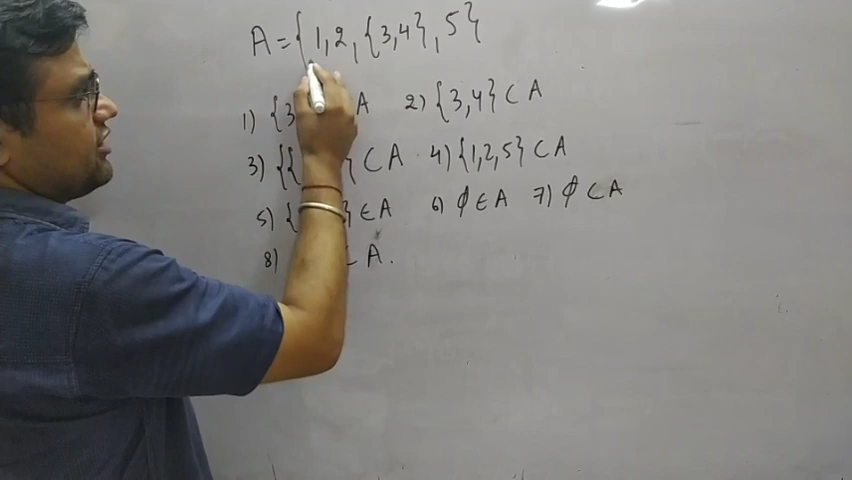 A = { 1, 2, {3, 4}, 5 }
1) {3 A 2) {3, 4} ⊂ A
3) {{ } ⊂ A 4) {1, 2, 5} ⊂ A
5) { } ∈ A 6) ϕ ∈ A 7) ϕ ⊂ A
8) ⊂ A.